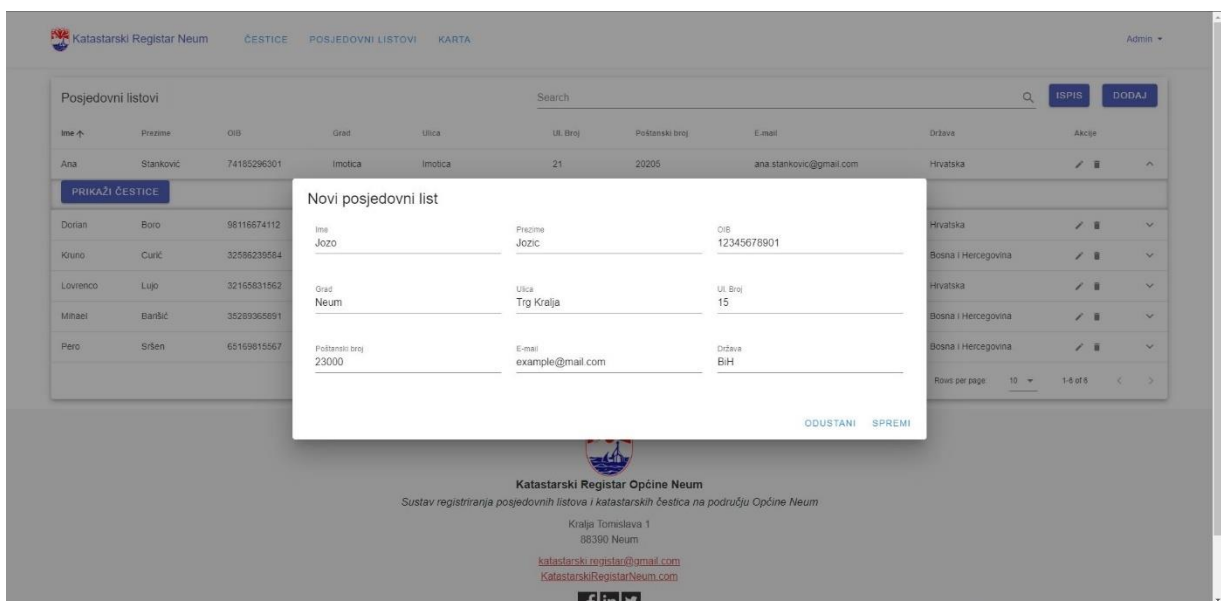 Katastarski Registar Neum ČESTICE POSJEDOVNI LISTOVI KARTA Admin
Posjedovni listovi Search ISPIS DODAJ
Ime Prezime OIB Grad Ulica Ul. Broj Poštanski broj E-mail Država Akcije
Ana Stanković 74185296301 Imotica Imotica 21 20205 ana.stankovic@gmail.com Hrvatska
PRIKAŽI ČESTICE
Novi posjedovni list
Dorian Boro 98116674112 Hrvatska
Kruno Curić 32586239584 Bosna i Hercegovina
Lovrenco Lujo 32165831562 Hrvatska
Mihael Barišić 35289365891 Bosna i Hercegovina
Pero Sršen 65169815567 Bosna i Hercegovina
Ime Prezime OIB
Jozo Jozic 12345678901
Grad Ulica Ul. Broj
Neum Trg Kralja 15
Poštanski broj E-mail Država
23000 example@mail.com BiH
Rows per page: 10 1-6 of 6
ODUSTANI SPREMI
Katastarski Registar Općine Neum
Sustav registriranja posjedovnih listova i katastarskih čestica na području Općine Neum
Kralja Tomislava 1
88390 Neum
katastarski.registar@gmail.com
KatastarskiRegistarNeum.com